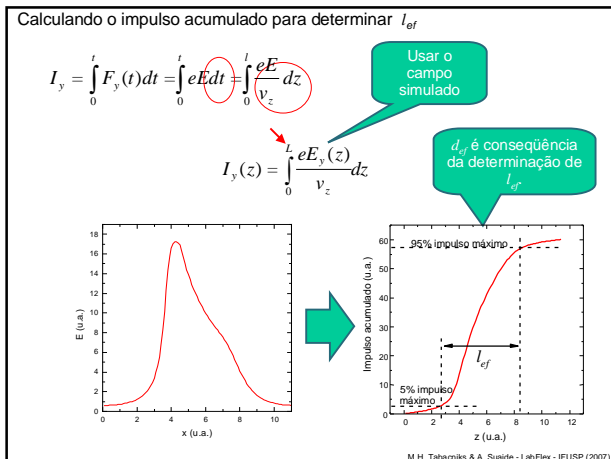 Calculando o impulso acumulado para determinar l_ef
I_y = ∫_0^t F_y(t)dt = ∫_0^t eEdt = ∫_0^l eE/v_z dz
Usar o
campo
simulado
I_y(z) = ∫_0^L eE_y(z)/v_z dz
d_ef é conseqüência
da determinação de
l_ef.
18
16
14
12
10
8
6
4
2
0
E (u.a.)
0 2 4 6 8 10
x (u.a.)
60
50
40
30
20
10
0
Impulso acumulado (u.a.)
95% impulso máximo
l_ef
5% impulso
máximo
0 2 4 6 8 10 12
z (u.a.)
M.H. Tabacniks & A. Suaide - LabFlex - IFUSP (2007)